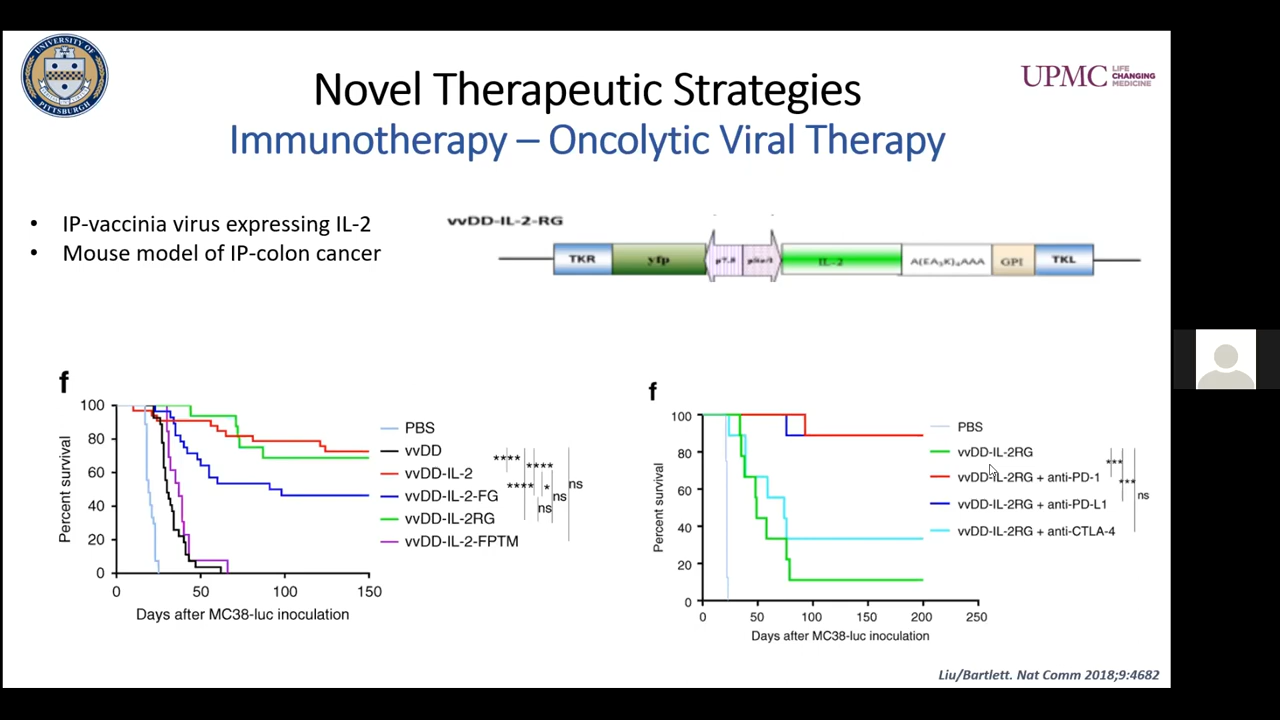 UNIVERSITY OF
PITTSBURGH
Novel Therapeutic Strategies
Immunotherapy – Oncolytic Viral Therapy
UPMC LIFE CHANGING MEDICINE
• IP-vaccinia virus expressing IL-2
• Mouse model of IP-colon cancer
vvDD-IL-2-RG
TKR yfp p7.5 pse/l IL-2 A(EA3K)4AAA GPI TKL
f
100
80
60
40
20
0
Percent survival
0 50 100 150
Days after MC38-luc inoculation
PBS
vvDD
vvDD-IL-2
vvDD-IL-2-FG
vvDD-IL-2RG
vvDD-IL-2-FPTM
**** **** ns
**** * ns
ns
f
100
80
60
40
20
0
Percent survival
0 50 100 150 200 250
Days after MC38-luc inoculation
PBS
vvDD-IL-2RG
vvDD-IL-2RG + anti-PD-1
vvDD-IL-2RG + anti-PD-L1
vvDD-IL-2RG + anti-CTLA-4
***
***
ns
Liu/Bartlett. Nat Comm 2018;9:4682